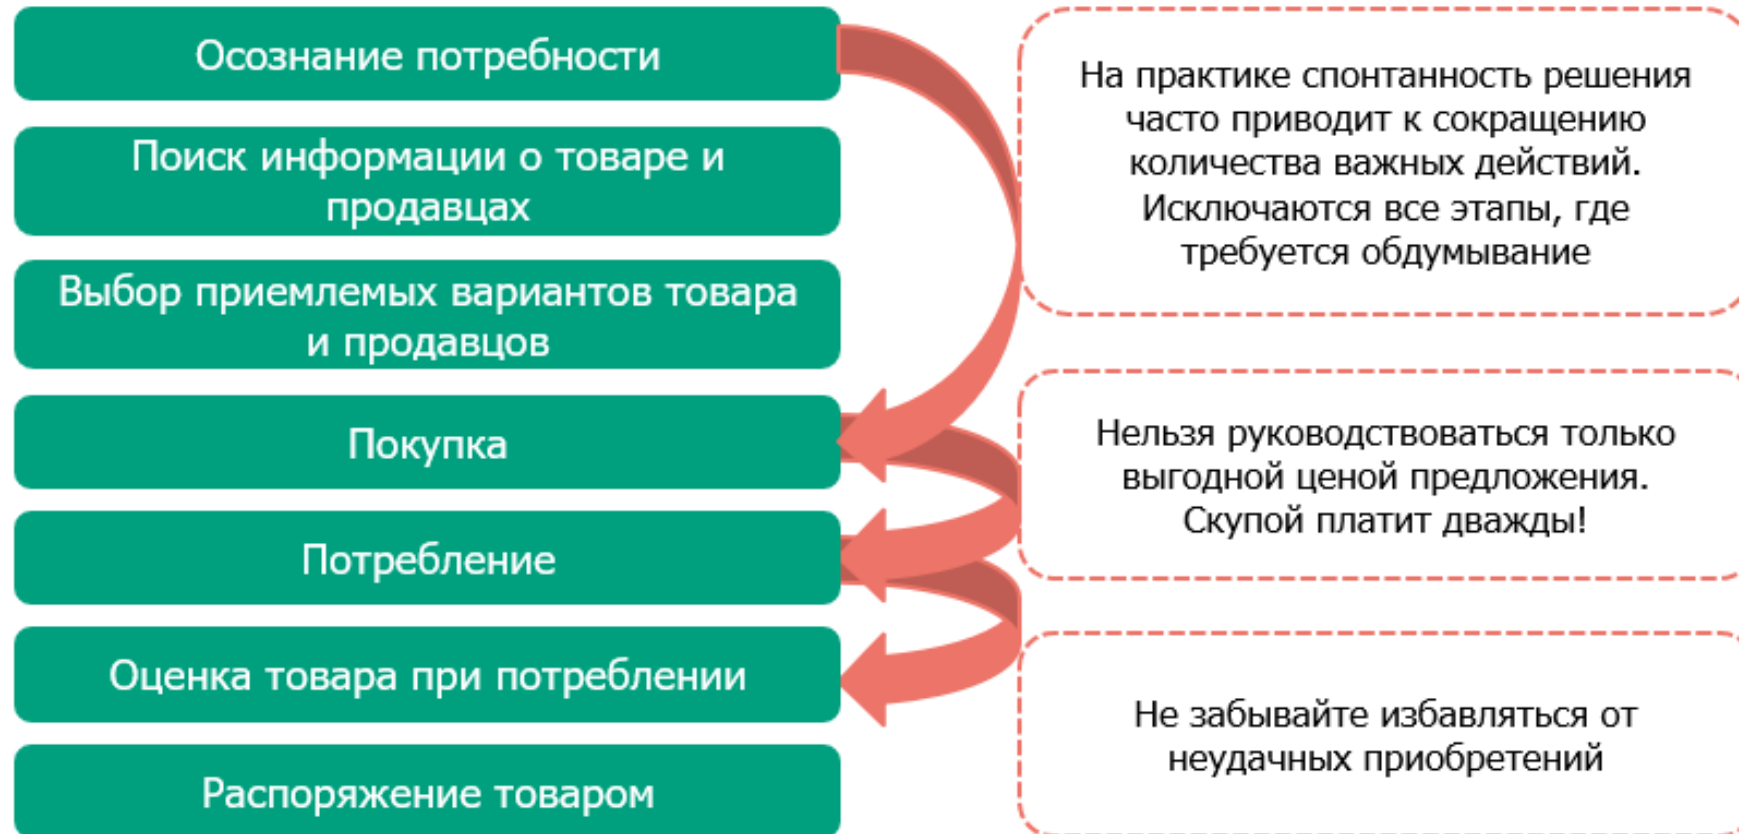 Осознание потребности
Поиск информации о товаре и
продавцах
Выбор приемлемых вариантов товара
и продавцов
Покупка
Потребление
Оценка товара при потреблении
Распоряжение товаром
На практике спонтанность решения
часто приводит к сокращению
количества важных действий.
Исключаются все этапы, где
требуется обдумывание
Нельзя руководствоваться только
выгодной ценой предложения.
Скупой платит дважды!
Не забывайте избавляться от
неудачных приобретений